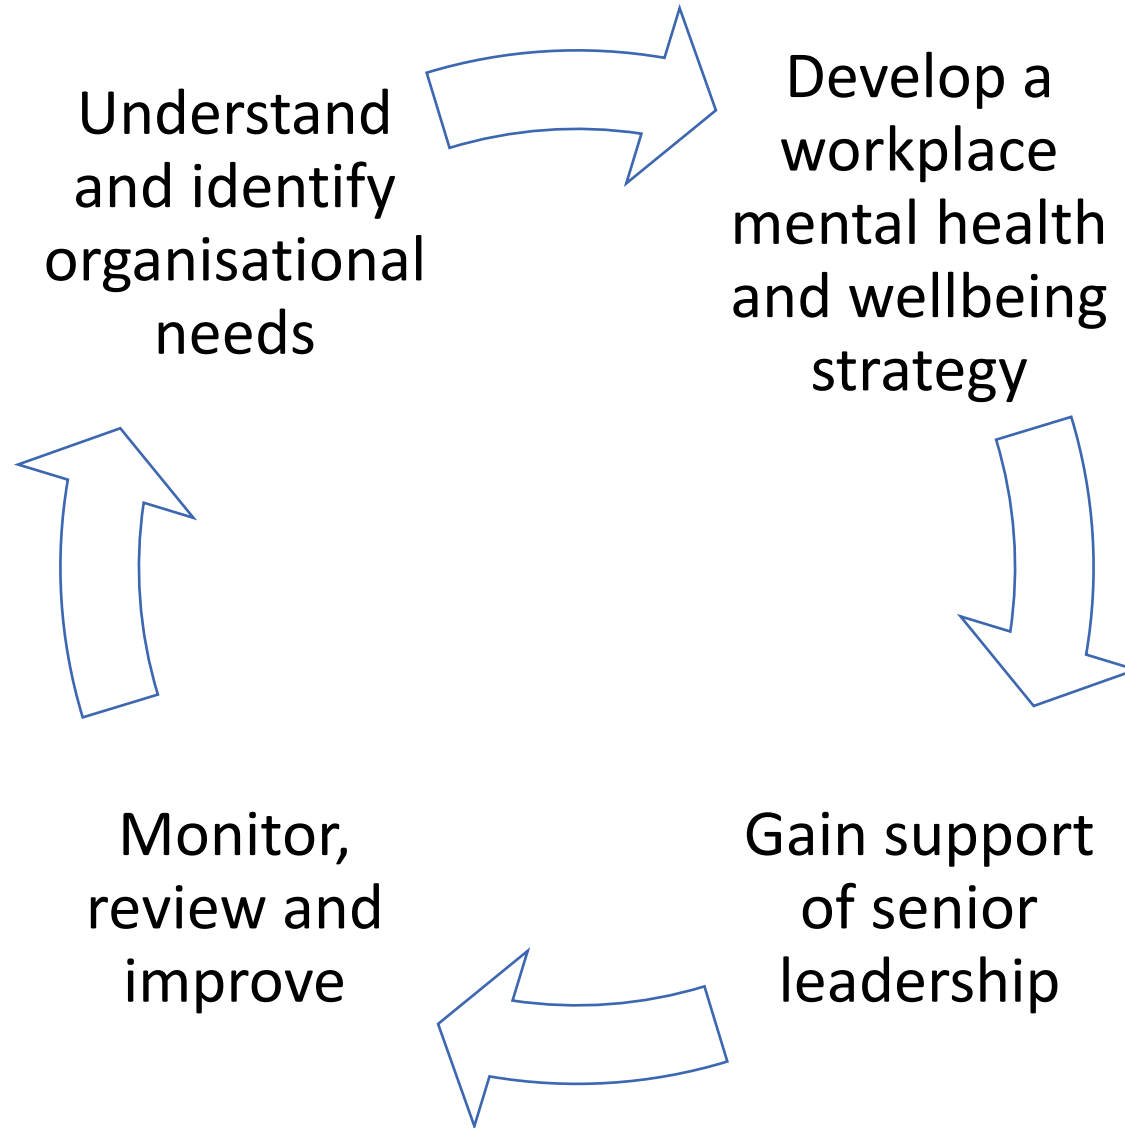 Understand
and identify
organisational
needs
Develop a
workplace
mental health
and wellbeing
strategy
Gain support
of senior
leadership
Monitor,
review and
improve